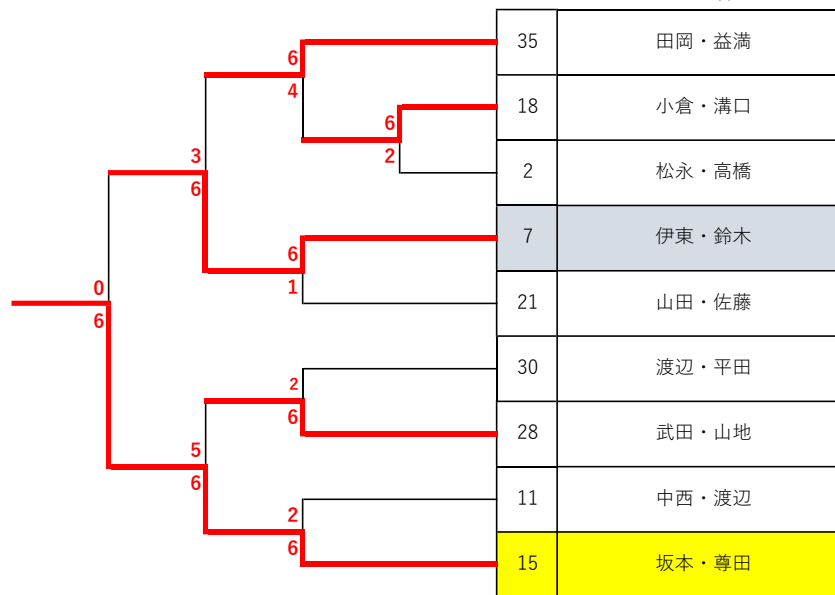 35 田岡・益満
6
4
18 小倉・溝口
6
2
2 松永・高橋
3
6
7 伊東・鈴木
6
1
21 山田・佐藤
0
6
30 渡辺・平田
2
6
28 武田・山地
5
6
11 中西・渡辺
2
6
15 坂本・尊田